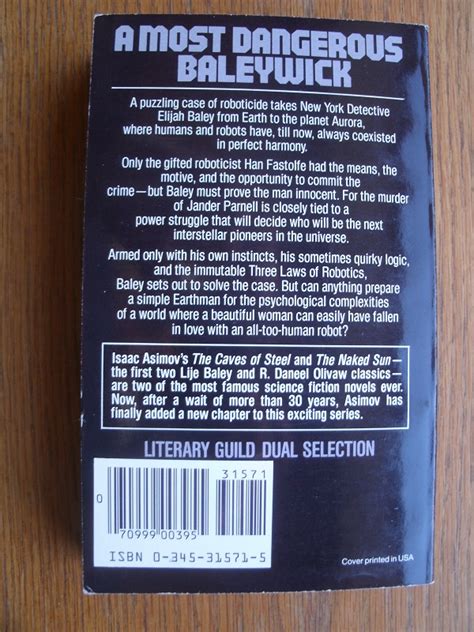 A MOST DANGEROUS
BALEYWICK
A puzzling case of roboticide takes New York Detective
Elijah Baley from Earth to the planet Aurora,
where humans and robots have, till now, always coexisted
in perfect harmony.
Only the gifted roboticist Han Fastolfe had the means, the
motive, and the opportunity to commit the
crime—but Baley must prove the man innocent. For the murder
of Jander Parnell is closely tied to a
power struggle that will decide who will be the next
interstellar pioneers in the universe.
Armed only with his own instincts, his sometimes quirky logic,
and the immutable Three Laws of Robotics,
Baley sets out to solve the case. But can anything prepare
a simple Earthman for the psychological complexities
of a world where a beautiful woman can easily have fallen
in love with an all-too-human robot?
Isaac Asimov's The Caves of Steel and The Naked Sun—
the first two Lije Baley and R. Daneel Olivaw classics—
are two of the most famous science fiction novels ever.
Now, after a wait of more than 30 years, Asimov has
finally added a new chapter to this exciting series.
LITERARY GUILD DUAL SELECTION
31571
0
70999 00395
ISBN 0-345-31571-5
Cover printed in USA